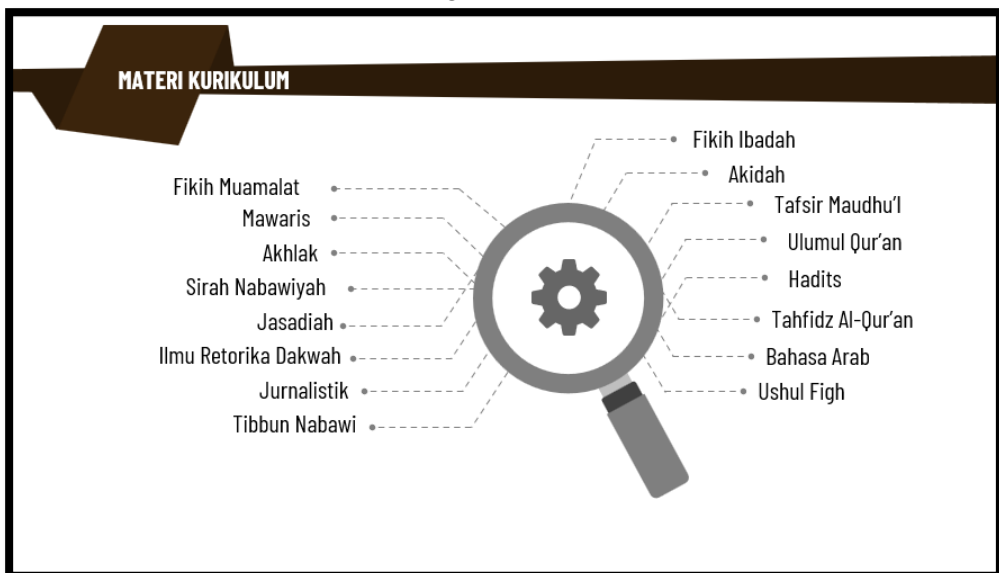 MATERI KURIKULUM
Fikih Muamalat
Mawaris
Akhlak
Sirah Nabawiyah
Jasadiah
Ilmu Retorika Dakwah
Jurnalistik
Tibbun Nabawi
Fikih Ibadah
Akidah
Tafsir Maudhu'I
Ulumul Qur'an
Hadits
Tahfidz Al-Qur'an
Bahasa Arab
Ushul Figh